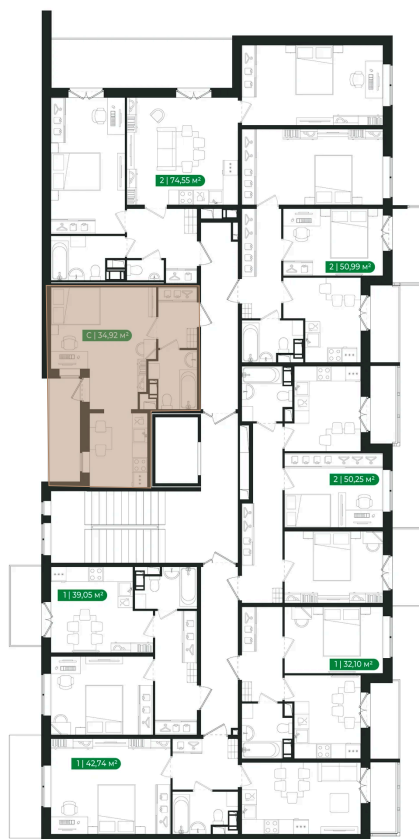 2 | 74,55 м²
2 | 50,99 м²
С | 34,92 м²
2 | 50,25 м²
1 | 39,05 м²
1 | 32,10 м²
1 | 42,74 м²